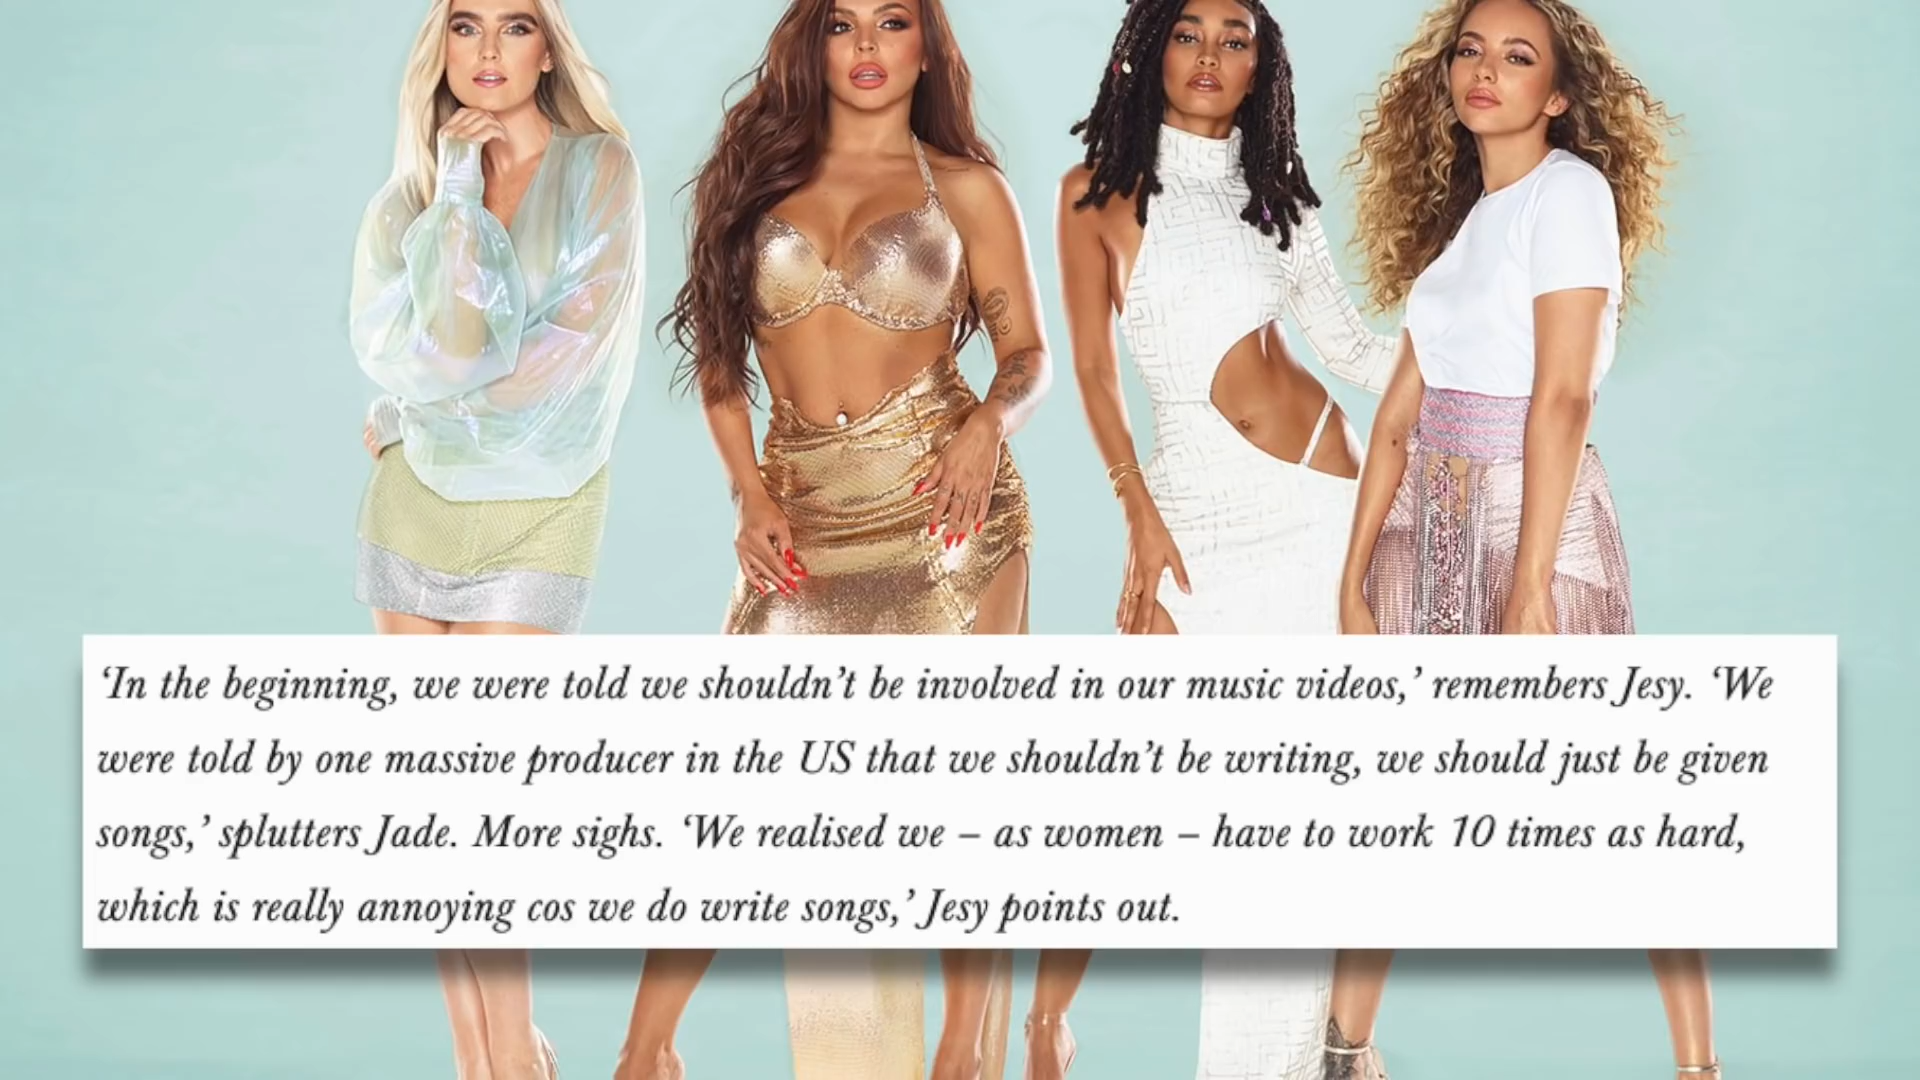 ‘In the beginning, we were told we shouldn’t be involved in our music videos,’ remembers Jesy. ‘We
were told by one massive producer in the US that we shouldn’t be writing, we should just be given
songs,’ splutters Jade. More sighs. ‘We realised we – as women – have to work 10 times as hard,
which is really annoying cos we do write songs,’ Jesy points out.